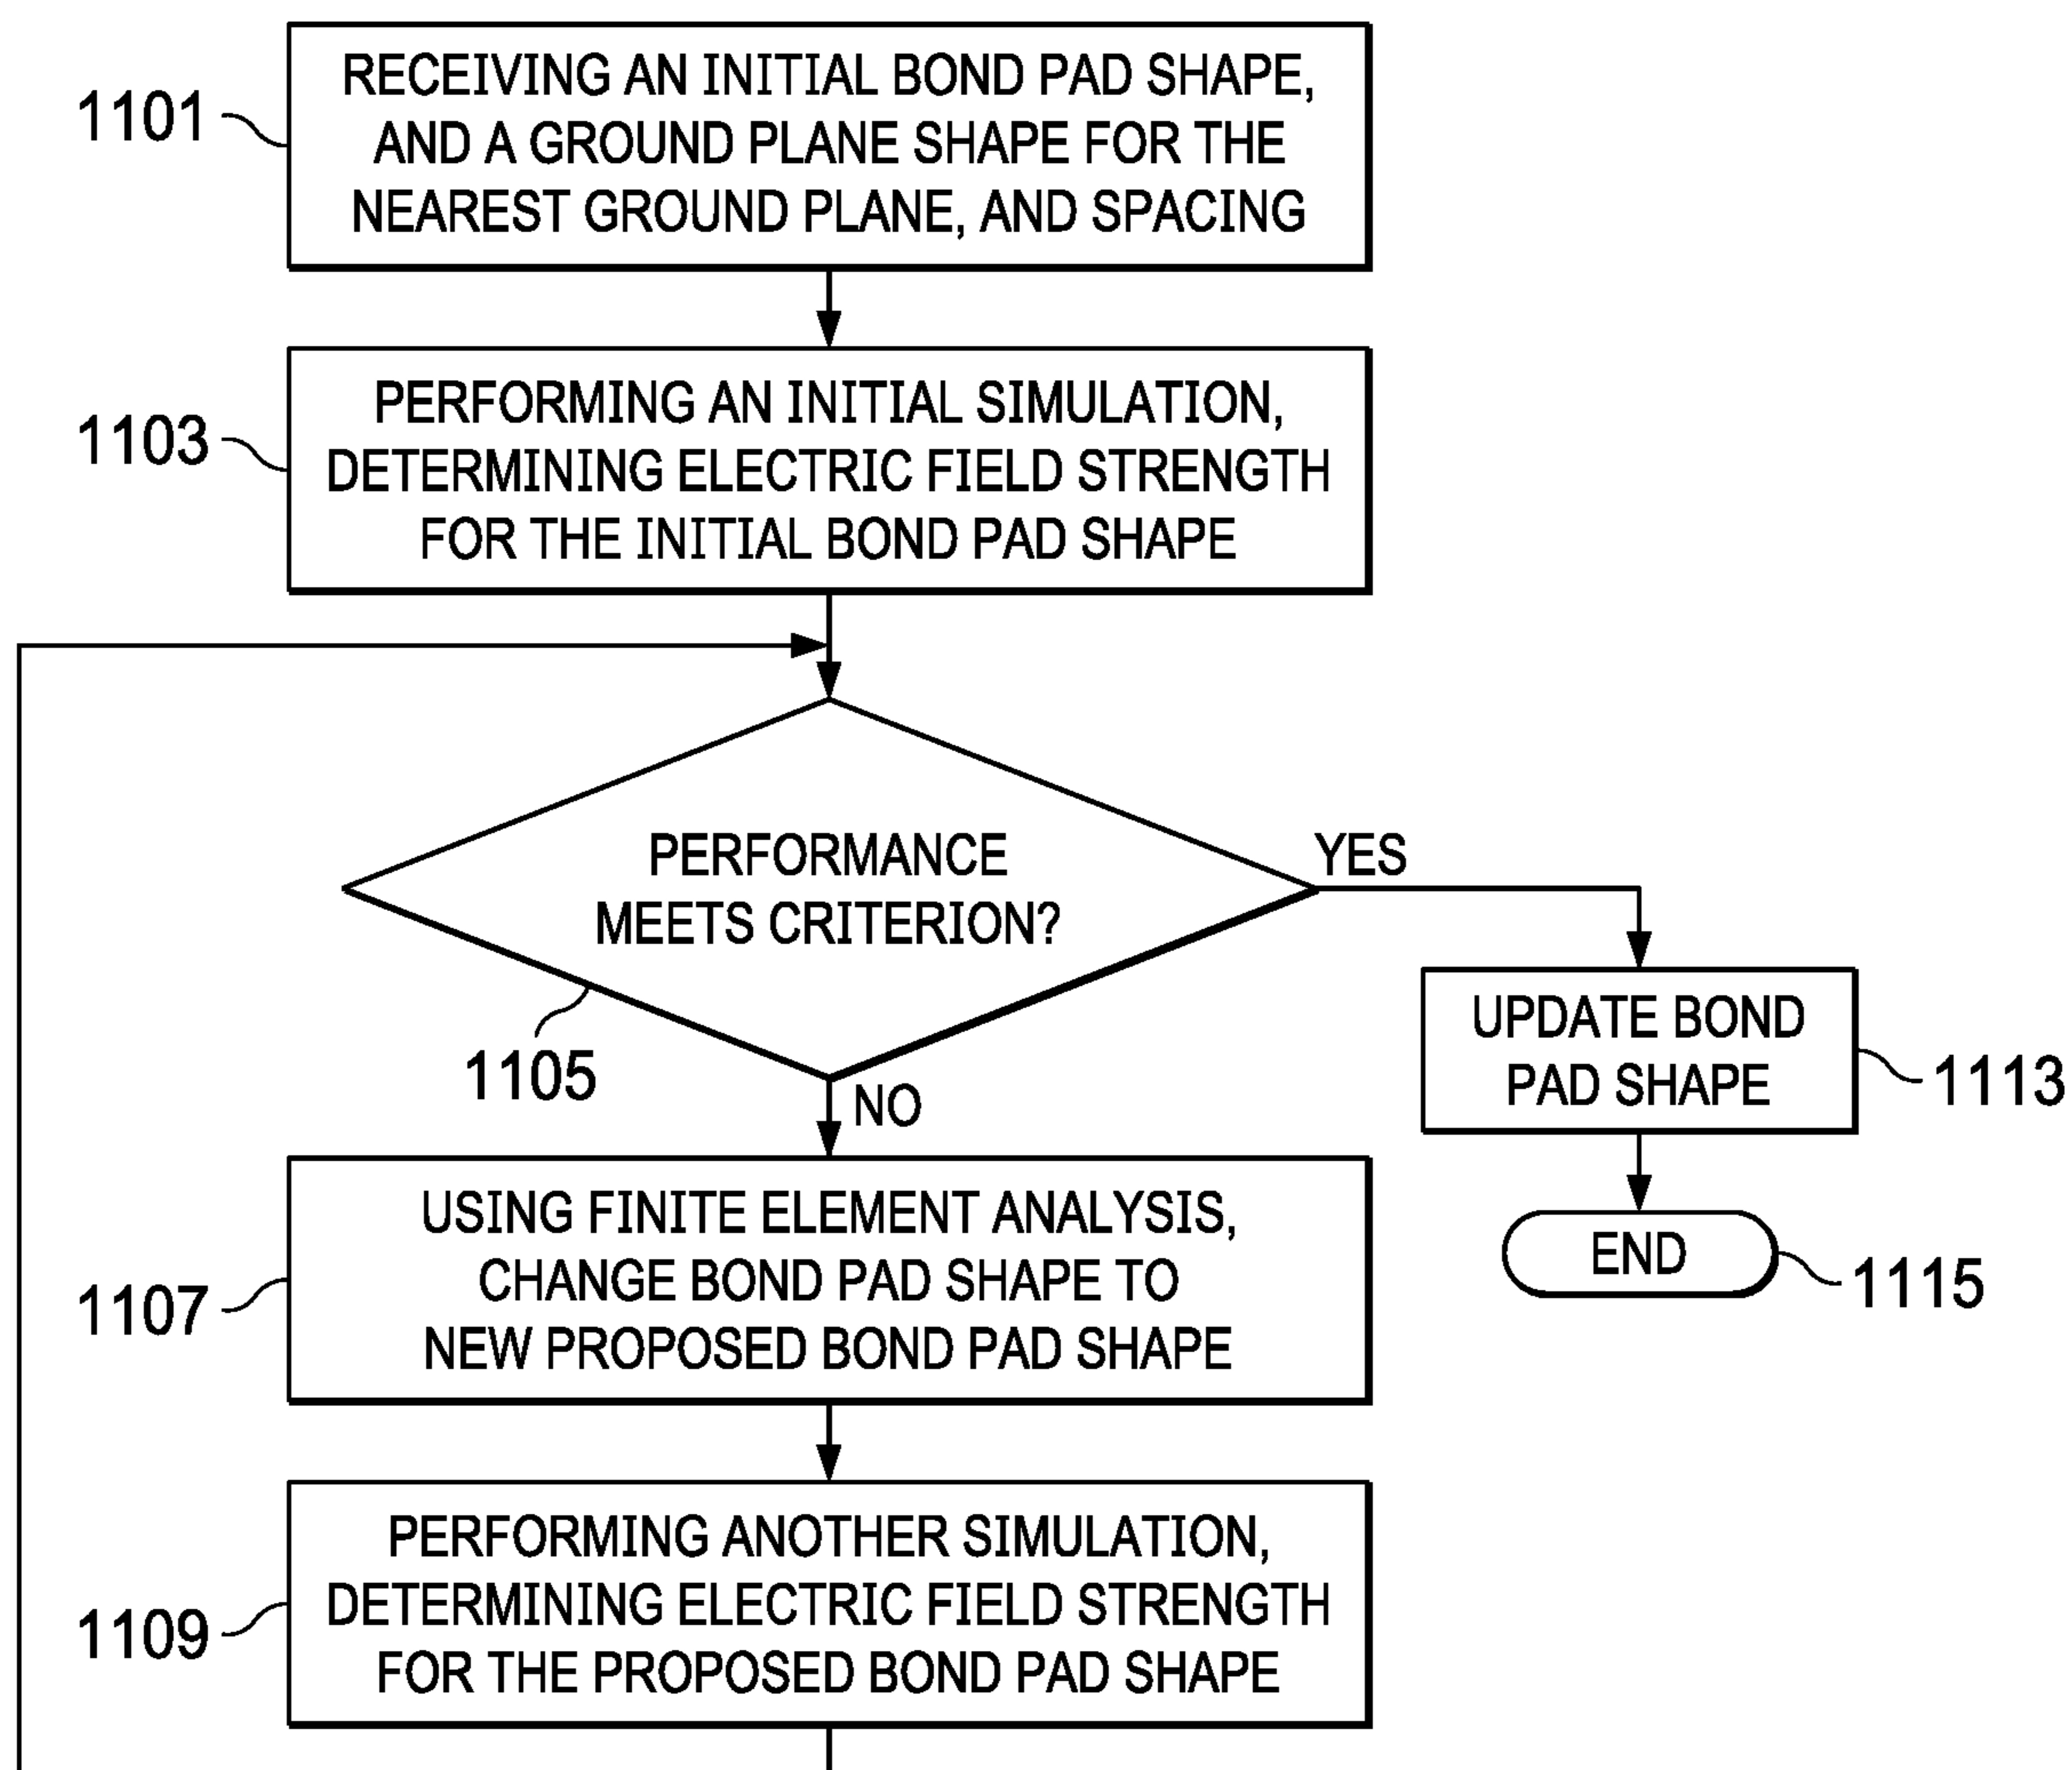 1101
RECEIVING AN INITIAL BOND PAD SHAPE,
AND A GROUND PLANE SHAPE FOR THE
NEAREST GROUND PLANE, AND SPACING
1103
PERFORMING AN INITIAL SIMULATION,
DETERMINING ELECTRIC FIELD STRENGTH
FOR THE INITIAL BOND PAD SHAPE
PERFORMANCE
MEETS CRITERION?
1105
YES
NO
UPDATE BOND
PAD SHAPE
1113
END
1115
1107
USING FINITE ELEMENT ANALYSIS,
CHANGE BOND PAD SHAPE TO
NEW PROPOSED BOND PAD SHAPE
1109
PERFORMING ANOTHER SIMULATION,
DETERMINING ELECTRIC FIELD STRENGTH
FOR THE PROPOSED BOND PAD SHAPE